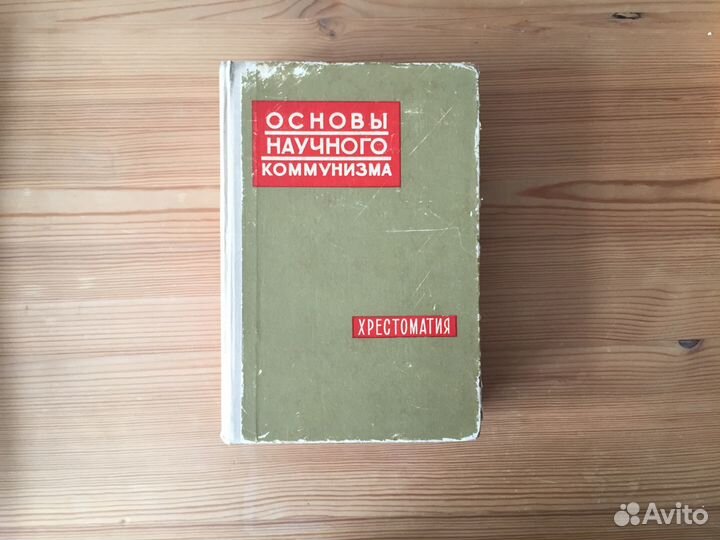 ОСНОВЫ
НАУЧНОГО
КОММУНИЗМА
ХРЕСТОМАТИЯ
Avito